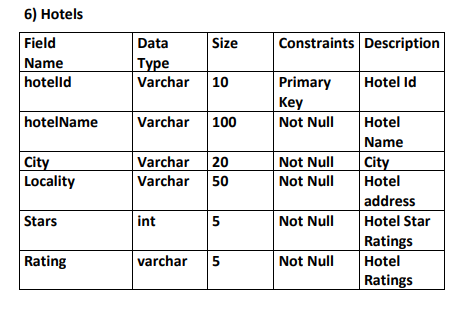 6) Hotels
Field Name Data Type Size Constraints Description
hotelId Varchar 10 Primary Key Hotel Id
hotelName Varchar 100 Not Null Hotel Name
City Varchar 20 Not Null City
Locality Varchar 50 Not Null Hotel address
Stars int 5 Not Null Hotel Star Ratings
Rating varchar 5 Not Null Hotel Ratings